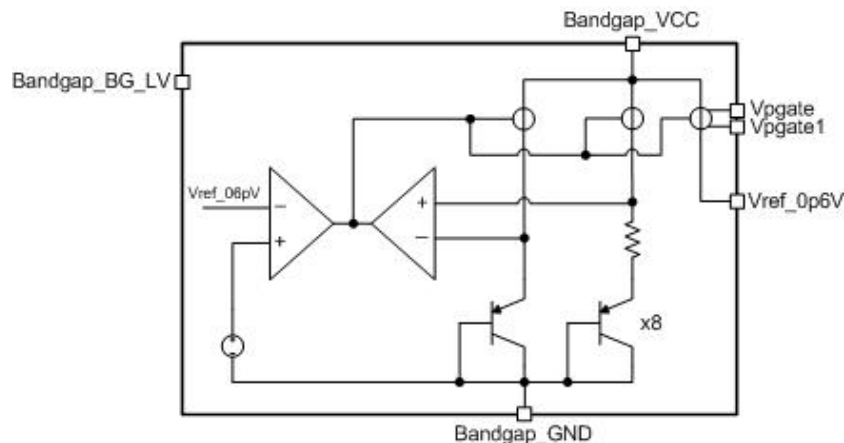 Bandgap_VCC
Bandgap_BG_LV
Vpgate
Vpgate1
Vref_06pV
Vref_0p6V
−
+
+
−
x8
Bandgap_GND